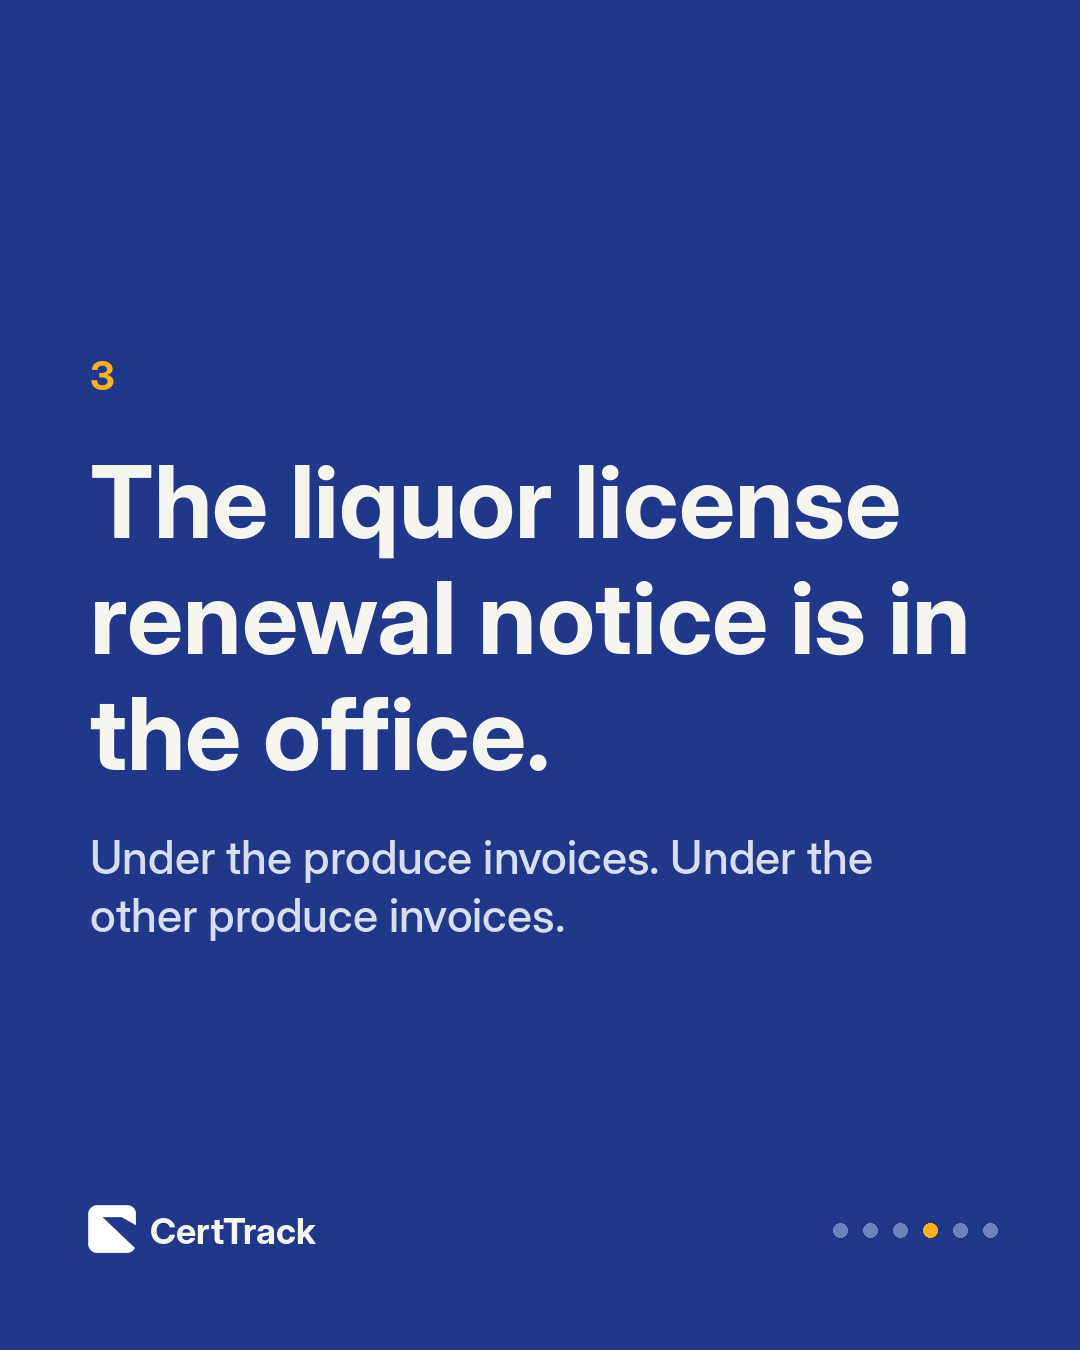 3
The liquor license
renewal notice is in
the office.
Under the produce invoices. Under the
other produce invoices.
CertTrack